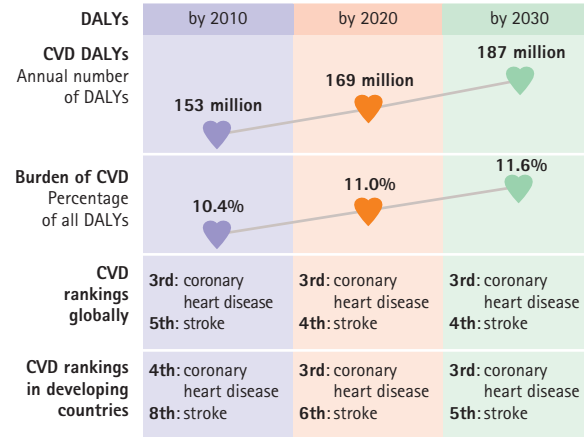 DALYs by 2010 by 2020 by 2030
CVD DALYs
Annual number
of DALYs
153 million
169 million
187 million
Burden of CVD
Percentage
of all DALYs
10.4%
11.0%
11.6%
CVD
rankings
globally
3rd: coronary
heart disease
5th: stroke
3rd: coronary
heart disease
4th: stroke
3rd: coronary
heart disease
4th: stroke
CVD rankings
in developing
countries
4th: coronary
heart disease
8th: stroke
3rd: coronary
heart disease
6th: stroke
3rd: coronary
heart disease
5th: stroke